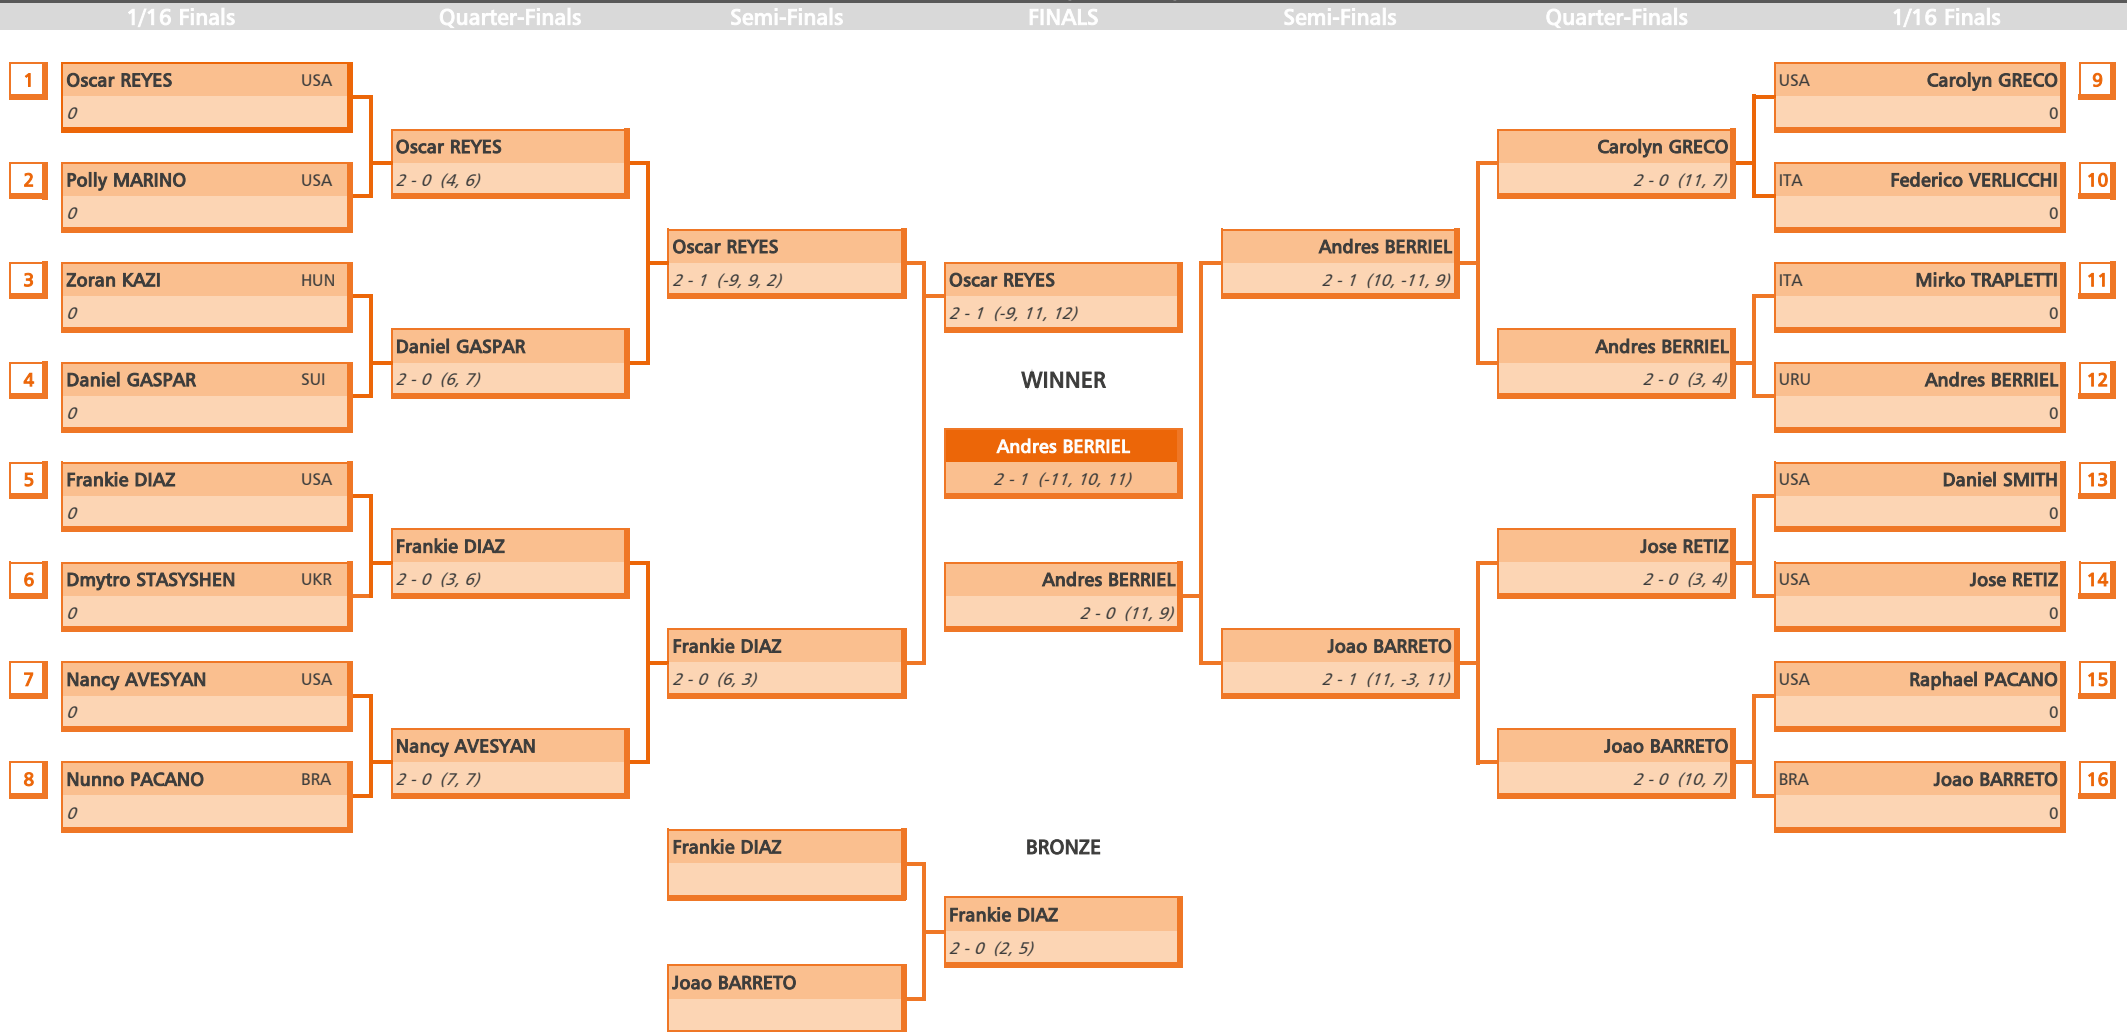 1/16 Finals Quarter-Finals Semi-Finals FINALS Semi-Finals Quarter-Finals 1/16 Finals
1 Oscar REYES USA
0
2 Polly MARINO USA
0
3 Zoran KAZI HUN
0
4 Daniel GASPAR SUI
0
5 Frankie DIAZ USA
0
6 Dmytro STASYSHEN UKR
0
7 Nancy AVESYAN USA
0
8 Nunno PACANO BRA
0
Oscar REYES
2 - 0 (4, 6)
Daniel GASPAR
2 - 0 (6, 7)
Frankie DIAZ
2 - 0 (3, 6)
Nancy AVESYAN
2 - 0 (7, 7)
Oscar REYES
2 - 1 (-9, 9, 2)
Frankie DIAZ
2 - 0 (6, 3)
Oscar REYES
2 - 1 (-9, 11, 12)
WINNER
Andres BERRIEL
2 - 1 (-11, 10, 11)
Andres BERRIEL
2 - 0 (11, 9)
Andres BERRIEL
2 - 1 (10, -11, 9)
Joao BARRETO
2 - 1 (11, -3, 11)
Carolyn GRECO
2 - 0 (11, 7)
Andres BERRIEL
2 - 0 (3, 4)
Jose RETIZ
2 - 0 (3, 4)
Joao BARRETO
2 - 0 (10, 7)
USA Carolyn GRECO 9
0
ITA Federico VERLICCHI 10
0
ITA Mirko TRAPLETTI 11
0
URU Andres BERRIEL 12
0
USA Daniel SMITH 13
0
USA Jose RETIZ 14
0
USA Raphael PACANO 15
0
BRA Joao BARRETO 16
0
Frankie DIAZ
Joao BARRETO
BRONZE
Frankie DIAZ
2 - 0 (2, 5)